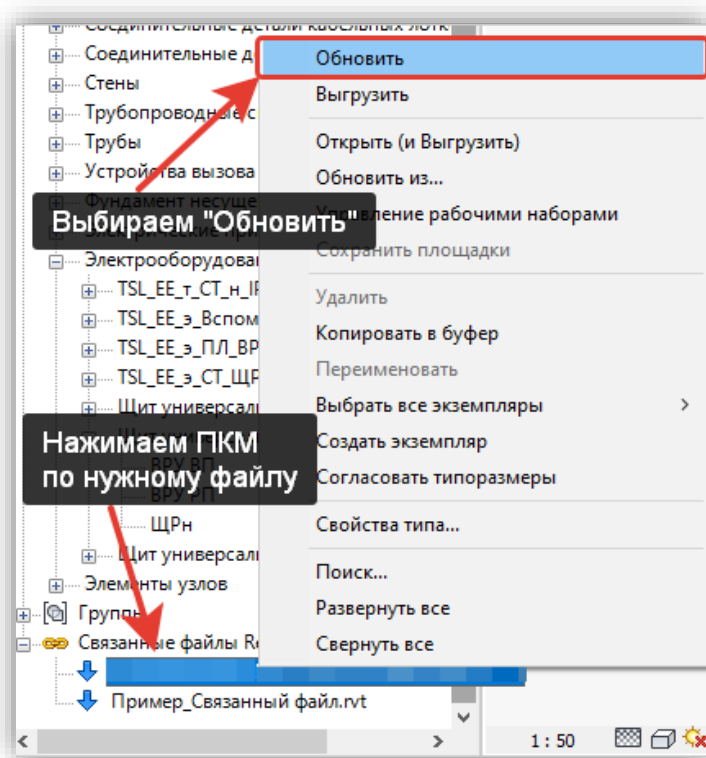 Соединительные детали кабельных лотк
Соединительные д
Обновить
Стены
Выгрузить
Трубопроводные с
Трубы
Открыть (и Выгрузить)
Устройства вызова
Обновить из...
Выбираем "Обновить"
Управление рабочими наборами
Сохранить площадки
Электрооборудова
Удалить
TSL_EE_т_СТ_н_IP
TSL_EE_э_Вспом
Копировать в буфер
TSL_EE_э_ПЛ_ВР
Переименовать
TSL_EE_э_СТ_ЩР
Выбрать все экземпляры
Щит универсал
Создать экземпляр
Нажимаем ПКМ
по нужному файлу
Согласовать типоразмеры
ВРУ ВП
ВРУ РП
ЩРн
Свойства типа...
Щит универсал
Поиск...
Элементы узлов
Развернуть все
Группы
Связанные файлы Re
Свернуть все
Пример_Связанный файл.rvt
1 : 50